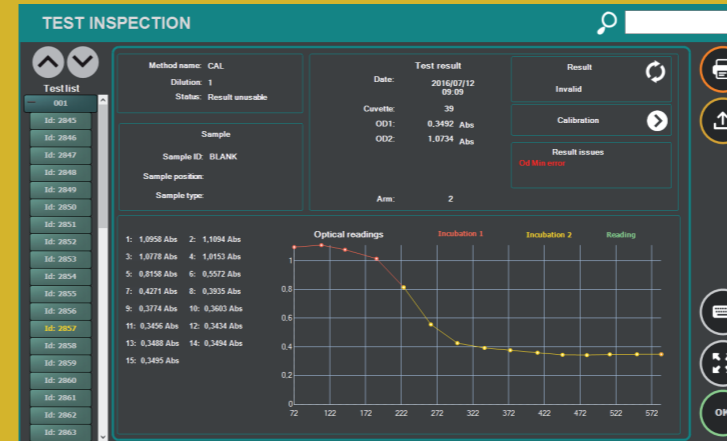 TEST INSPECTION
Test list
001
Id: 2845
Id: 2846
Id: 2847
Id: 2848
Id: 2849
Id: 2850
Id: 2851
Id: 2852
Id: 2853
Id: 2854
Id: 2855
Id: 2856
Id: 2857
Id: 2858
Id: 2859
Id: 2860
Id: 2861
Id: 2862
Id: 2863
Method name: CAL
Dilution: 1
Status: Result unusable
Sample
Sample ID: BLANK
Sample position:
Sample type:
Test result
Date: 2016/07/12
09:09
Cuvette: 39
OD1: 0,3492 Abs
OD2: 1,0734 Abs
Arm: 2
Result
Invalid
Calibration
Result issues
Od Min error
1: 1,0958 Abs 2: 1,1094 Abs
3: 1,0778 Abs 4: 1,0153 Abs
5: 0,8158 Abs 6: 0,5572 Abs
7: 0,4271 Abs 8: 0,3935 Abs
9: 0,3774 Abs 10: 0,3603 Abs
11: 0,3456 Abs 12: 0,3434 Abs
13: 0,3488 Abs 14: 0,3494 Abs
15: 0,3495 Abs
Optical readings Incubation 1 Incubation 2 Reading
1
0.8
0.6
0.4
0.2
0
72 122 172 222 272 322 372 422 472 522 572
OK